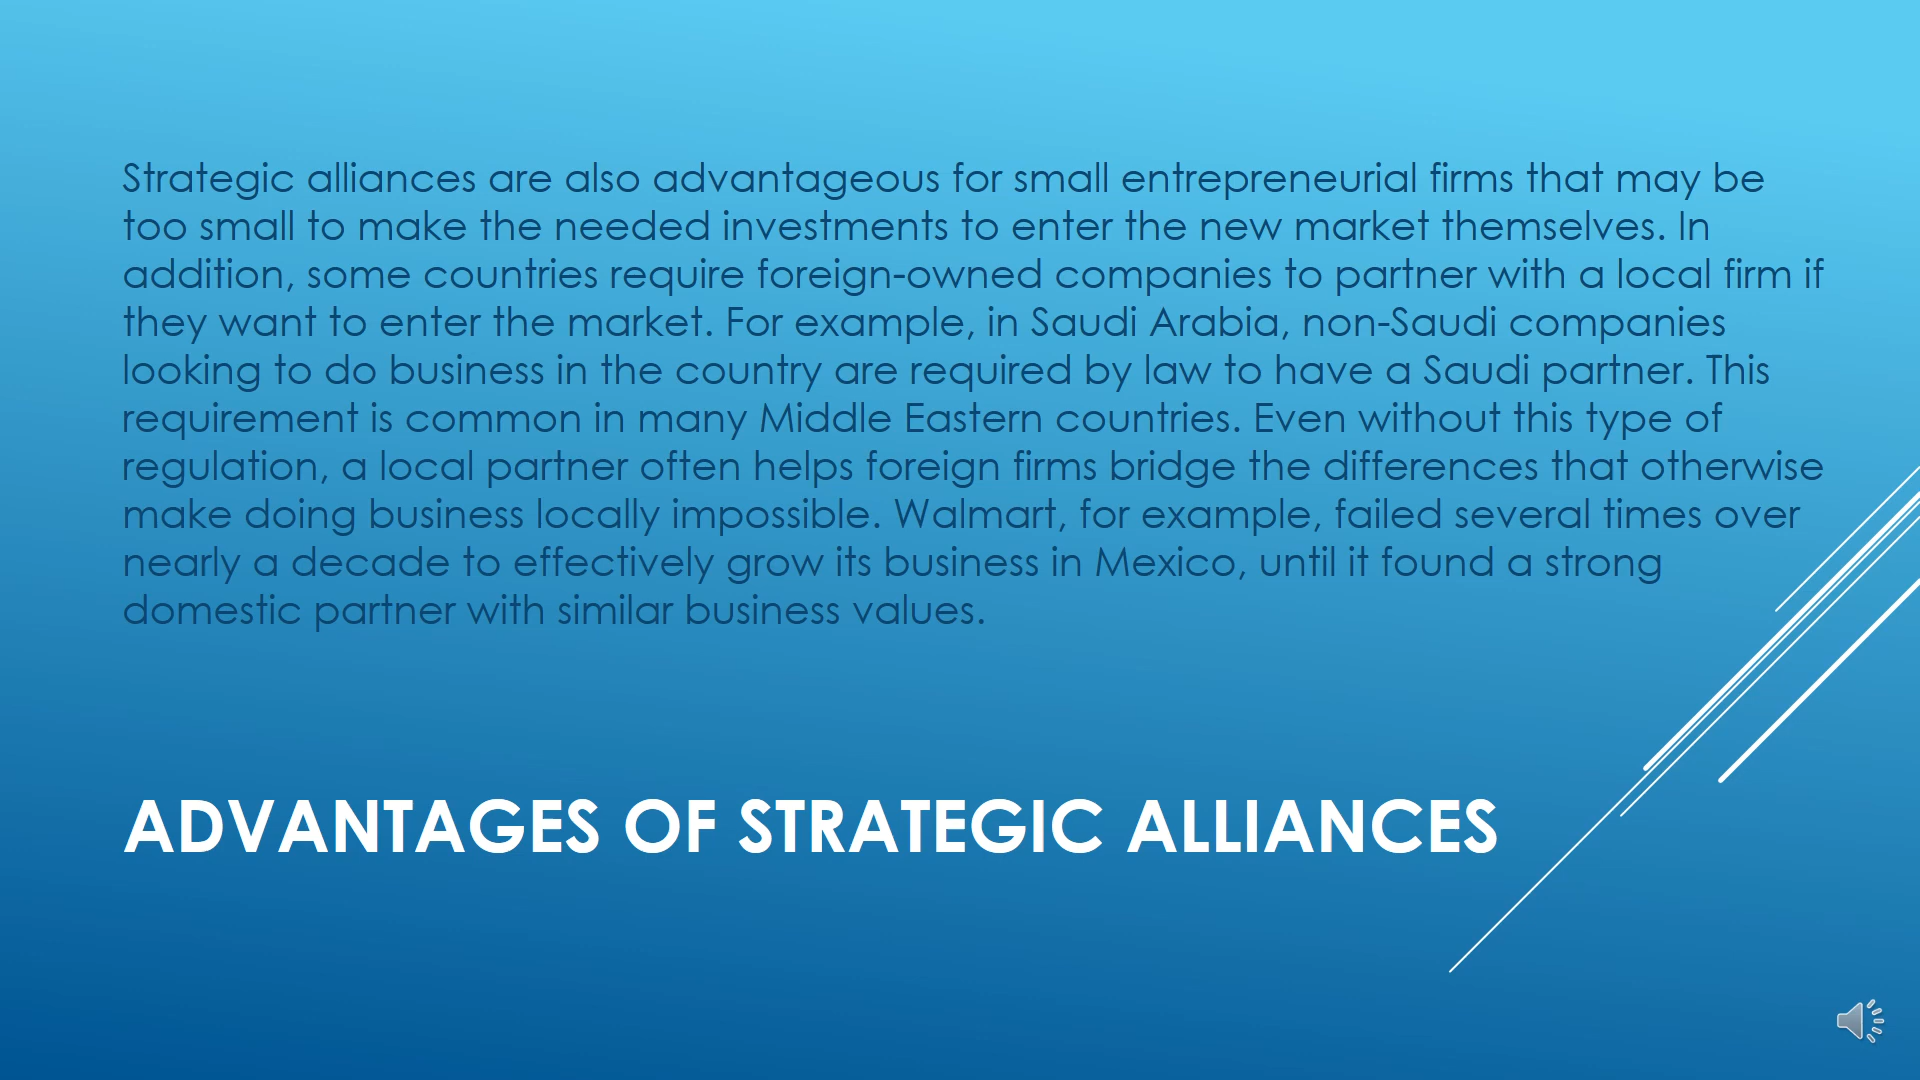 Strategic alliances are also advantageous for small entrepreneurial firms that may be
too small to make the needed investments to enter the new market themselves. In
addition, some countries require foreign-owned companies to partner with a local firm if
they want to enter the market. For example, in Saudi Arabia, non-Saudi companies
looking to do business in the country are required by law to have a Saudi partner. This
requirement is common in many Middle Eastern countries. Even without this type of
regulation, a local partner often helps foreign firms bridge the differences that otherwise
make doing business locally impossible. Walmart, for example, failed several times over
nearly a decade to effectively grow its business in Mexico, until it found a strong
domestic partner with similar business values.
ADVANTAGES OF STRATEGIC ALLIANCES